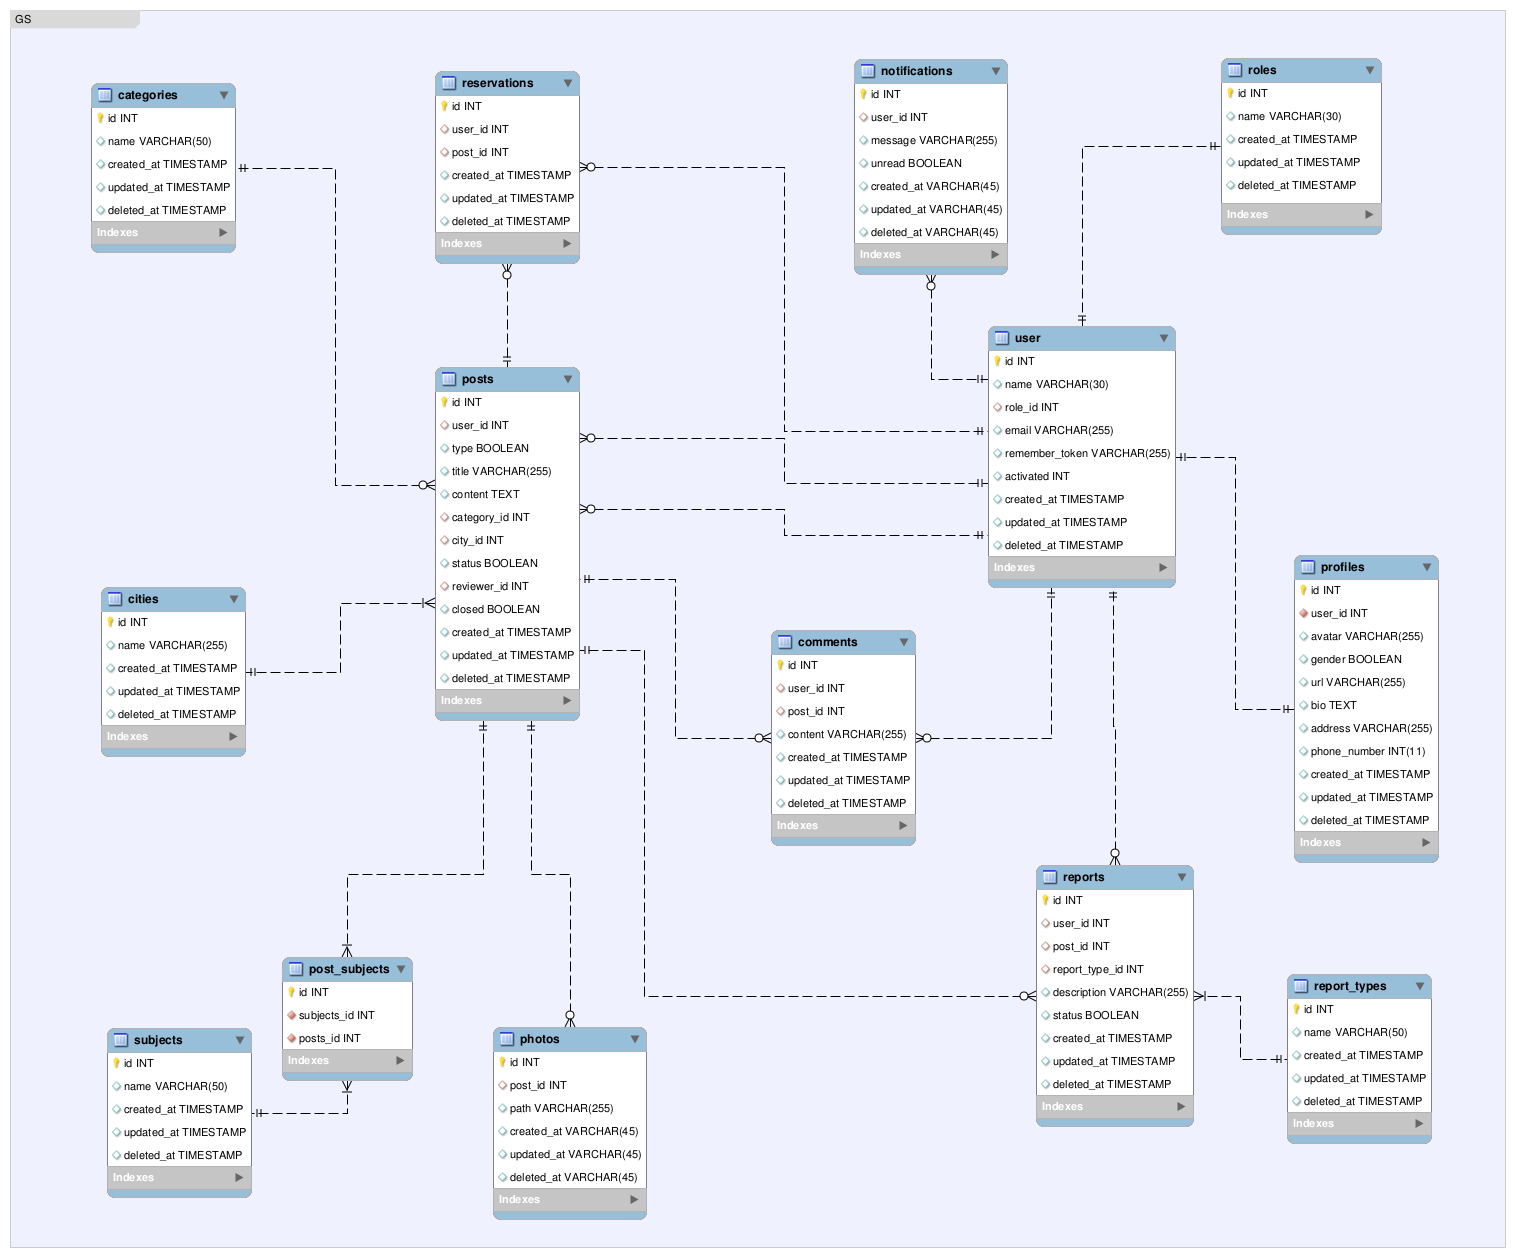 GS
categories
id INT
name VARCHAR(50)
created_at TIMESTAMP
updated_at TIMESTAMP
deleted_at TIMESTAMP
Indexes
reservations
id INT
user_id INT
post_id INT
created_at TIMESTAMP
updated_at TIMESTAMP
deleted_at TIMESTAMP
Indexes
notifications
id INT
user_id INT
message VARCHAR(255)
unread BOOLEAN
created_at VARCHAR(45)
updated_at VARCHAR(45)
deleted_at VARCHAR(45)
Indexes
roles
id INT
name VARCHAR(30)
created_at TIMESTAMP
updated_at TIMESTAMP
deleted_at TIMESTAMP
Indexes
posts
id INT
user_id INT
type BOOLEAN
title VARCHAR(255)
content TEXT
category_id INT
city_id INT
status BOOLEAN
reviewer_id INT
closed BOOLEAN
created_at TIMESTAMP
updated_at TIMESTAMP
deleted_at TIMESTAMP
Indexes
user
id INT
name VARCHAR(30)
role_id INT
email VARCHAR(255)
remember_token VARCHAR(255)
activated INT
created_at TIMESTAMP
updated_at TIMESTAMP
deleted_at TIMESTAMP
Indexes
cities
id INT
name VARCHAR(255)
created_at TIMESTAMP
updated_at TIMESTAMP
deleted_at TIMESTAMP
Indexes
comments
id INT
user_id INT
post_id INT
content VARCHAR(255)
created_at TIMESTAMP
updated_at TIMESTAMP
deleted_at TIMESTAMP
Indexes
profiles
id INT
user_id INT
avatar VARCHAR(255)
gender BOOLEAN
url VARCHAR(255)
bio TEXT
address VARCHAR(255)
phone_number INT(11)
created_at TIMESTAMP
updated_at TIMESTAMP
deleted_at TIMESTAMP
Indexes
post_subjects
id INT
subjects_id INT
posts_id INT
Indexes
subjects
id INT
name VARCHAR(50)
created_at TIMESTAMP
updated_at TIMESTAMP
deleted_at TIMESTAMP
Indexes
photos
id INT
post_id INT
path VARCHAR(255)
created_at VARCHAR(45)
updated_at VARCHAR(45)
deleted_at VARCHAR(45)
Indexes
reports
id INT
user_id INT
post_id INT
report_type_id INT
description VARCHAR(255)
status BOOLEAN
created_at TIMESTAMP
updated_at TIMESTAMP
deleted_at TIMESTAMP
Indexes
report_types
id INT
name VARCHAR(50)
created_at TIMESTAMP
updated_at TIMESTAMP
deleted_at TIMESTAMP
Indexes